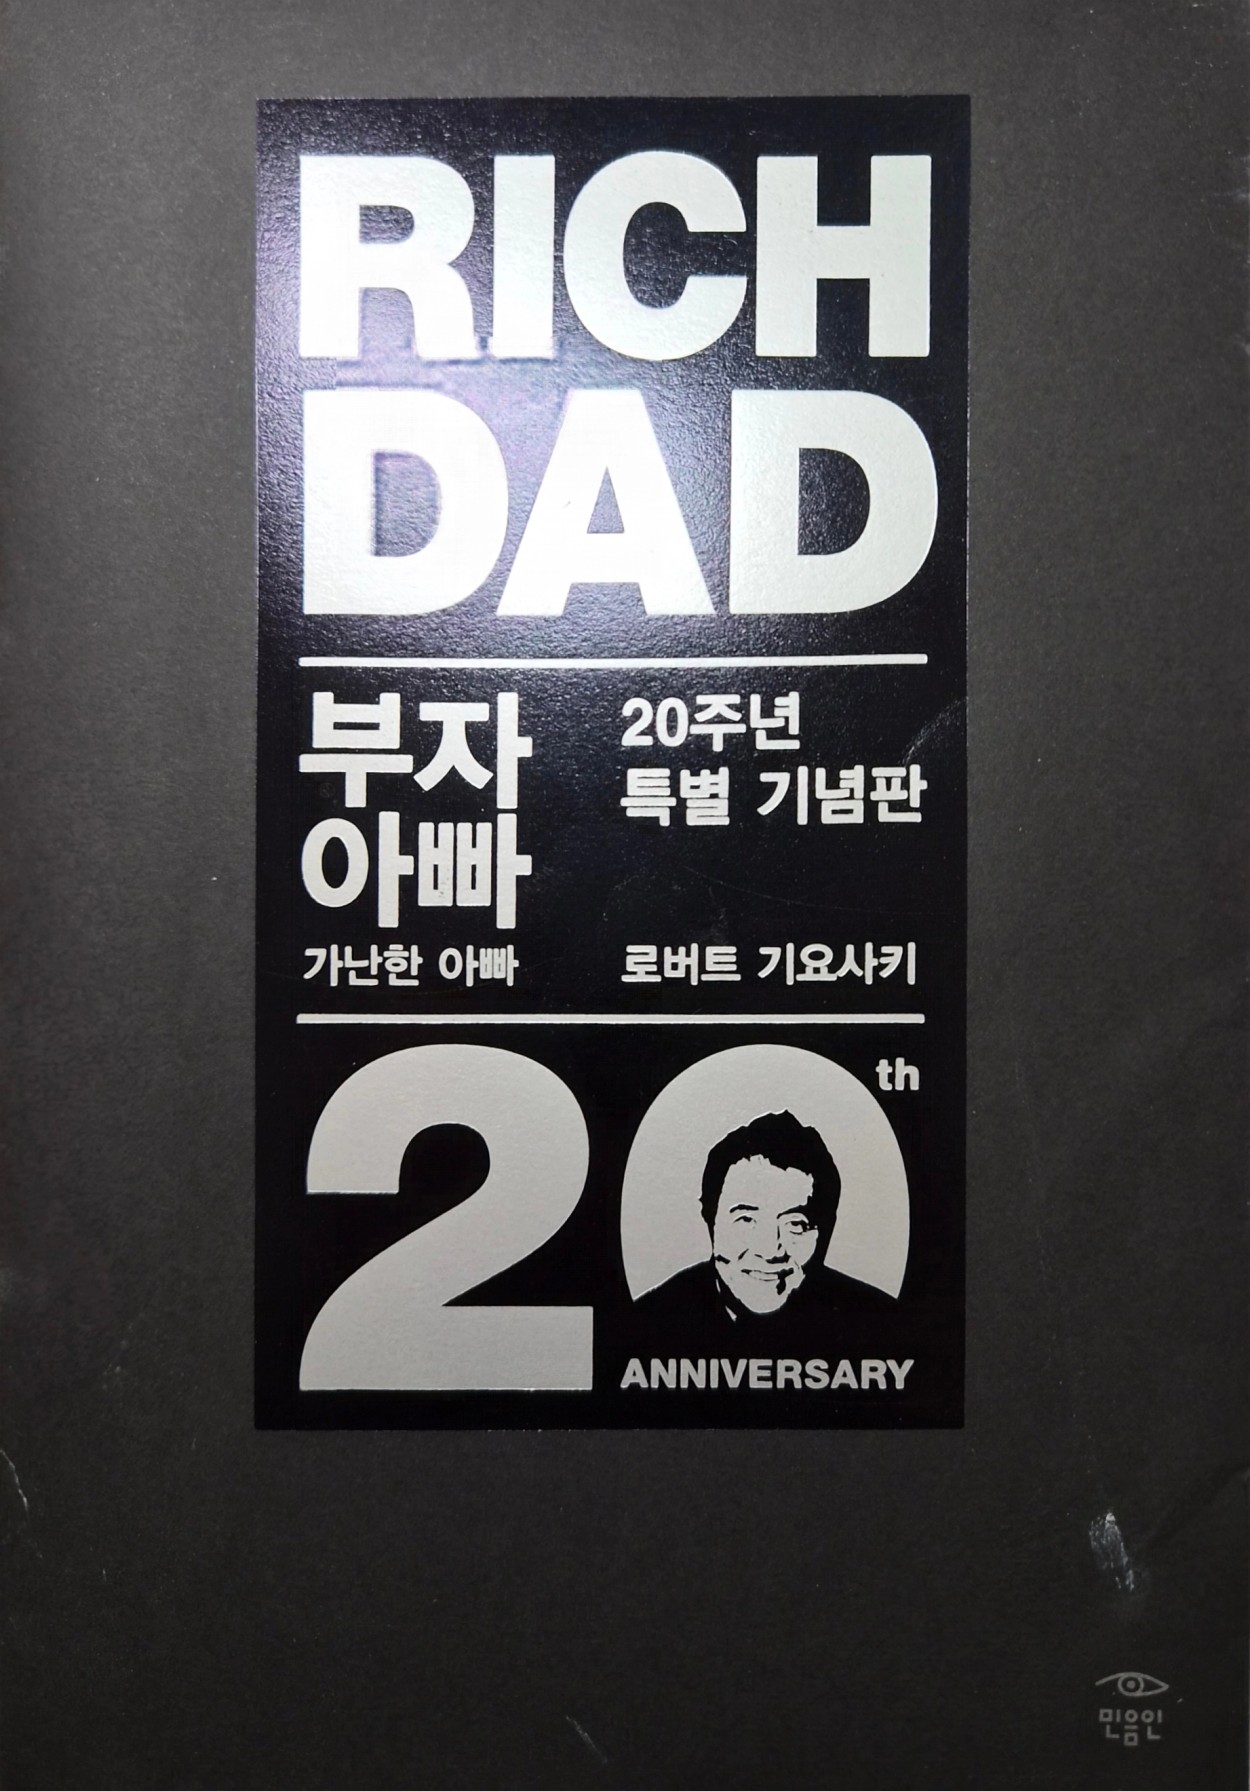 RICH
DAD
부자
아빠
가난한 아빠
20주년
특별 기념판
로버트 기요사키
20th
ANNIVERSARY
민음인